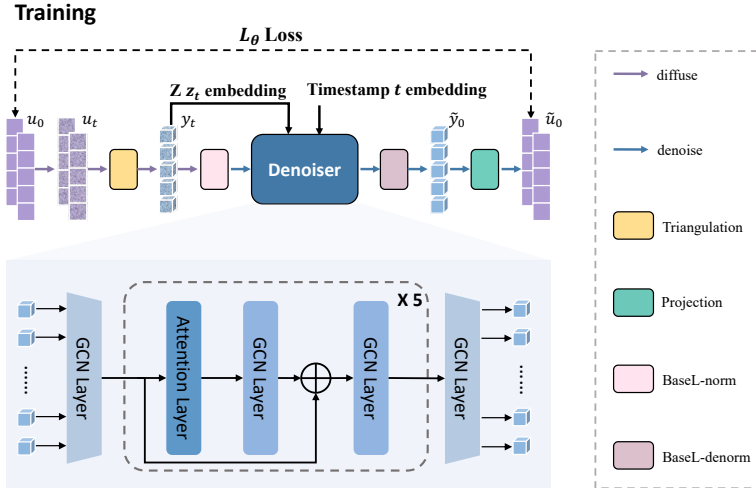 Training
L_θ Loss
Z z_t embedding
Timestamp t embedding
u_0
u_t
y_t
ỹ_0
ũ_0
Denoiser
X 5
GCN Layer
Attention Layer
GCN Layer
GCN Layer
GCN Layer
......
......
diffuse
denoise
Triangulation
Projection
BaseL-norm
BaseL-denorm